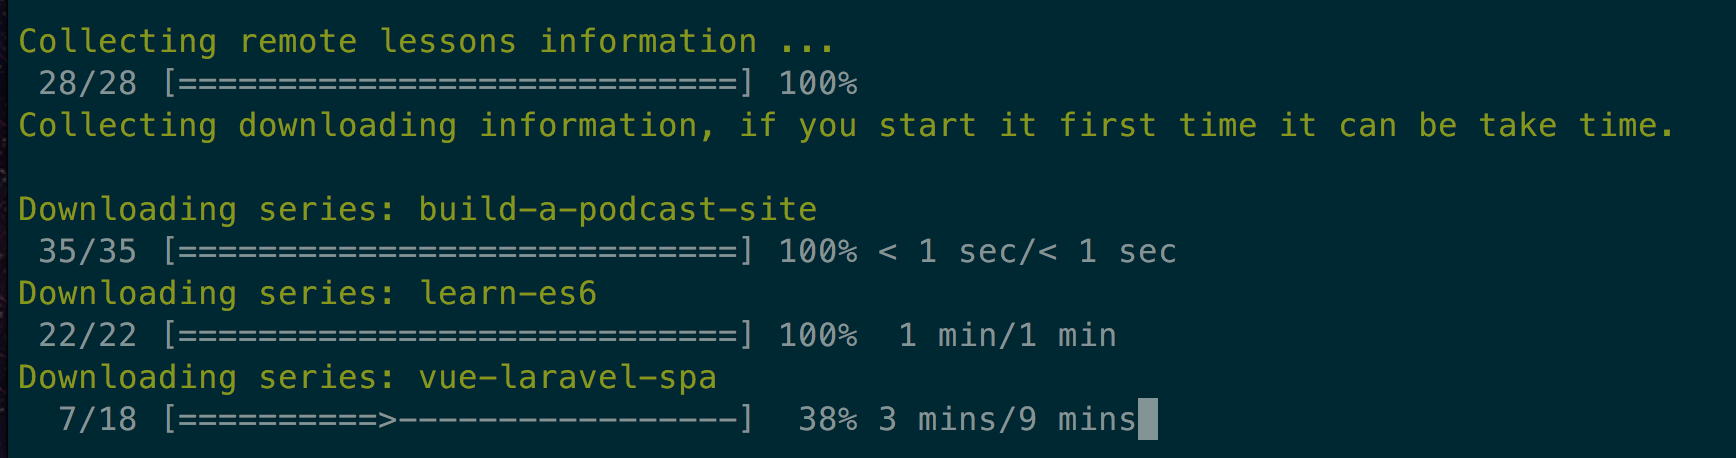 Collecting remote lessons information ...
28/28 [============================] 100%
Collecting downloading information, if you start it first time it can be take time.
Downloading series: build-a-podcast-site
35/35 [============================] 100% < 1 sec/< 1 sec
Downloading series: learn-es6
22/22 [============================] 100%  1 min/1 min
Downloading series: vue-laravel-spa
7/18 [==========>-----------------]  38% 3 mins/9 mins